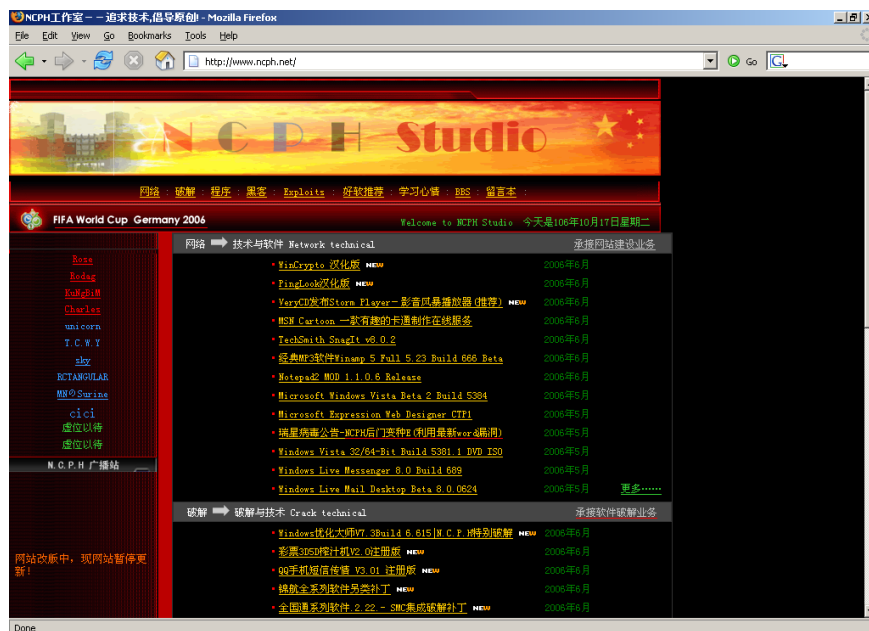 NCPH工作室－－追求技术,倡导原创! - Mozilla Firefox
File Edit View Go Bookmarks Tools Help
http://www.ncph.net/ Go G
N C P H Studio
网络 : 破解 : 程序 : 黑客 : Exploits : 好软推荐 : 学习心情 : BBS : 留言本 :
FIFA World Cup Germany 2006 Welcome to NCPH Studio 今天是106年10月17日星期二
网络 技术与软件 Network technical 承接网站建设业务
Rose
Rodag
KuNgBiM
Charles
unicorn
T.C.W.Y
sky
RCTANGULAR
MNのSurine
cici
虚位以待
虚位以待
N.C.P.H 广播站
网站改版中，现网站暂停更新!
WinCrypto 汉化版 NEW 2006年6月
PingLook汉化版 NEW 2006年6月
VeryCD发布Storm Player－影音风暴播放器(推荐) NEW 2006年6月
MSN Cartoon 一款有趣的卡通制作在线服务 2006年6月
TechSmith SnagIt v8.0.2 2006年6月
经典MP3软件Winamp 5 Full 5.23 Build 666 Beta 2006年6月
Notepad2 MOD 1.1.0.6 Release 2006年6月
Microsoft Windows Vista Beta 2 Build 5384 2006年5月
Microsoft Expression Web Designer CTP1 2006年5月
瑞星病毒公告-NCPH后门变种E(利用最新word漏洞) 2006年5月
Windows Vista 32/64-Bit Build 5381.1 DVD ISO 2006年5月
Windows Live Messenger 8.0 Build 689 2006年5月
Windows Live Mail Desktop Beta 8.0.0624 2006年5月 更多……
破解 破解与技术 Crack technical 承接软件破解业务
Windows优化大师V7.3Build 6.615|N.C.P.H特别破解 NEW 2006年6月
彩票3D5D榨汁机V2.0注册版 NEW 2006年6月
QQ手机短信传情 V3.01 注册版 NEW 2006年6月
锦航全系列软件另类补丁 NEW 2006年6月
全国通系列软件.2.22.- SMC集成破解补丁 NEW 2006年6月
Done